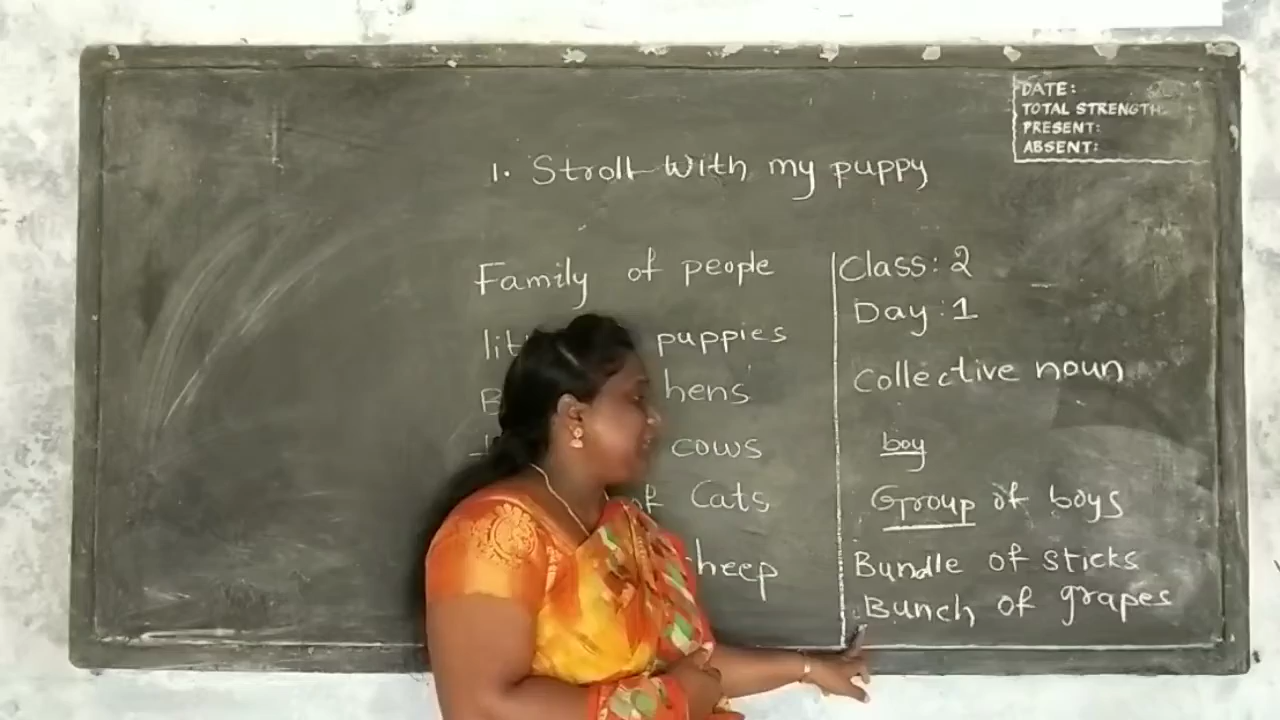 DATE:
TOTAL STRENGTH
PRESENT:
ABSENT:
1. Stroll with my puppy
Family of people
puppies
hens
cows
of Cats
Class: 2
Day: 1
Collective noun
boy
Group of boys
Bundle of sticks
Bunch of grapes